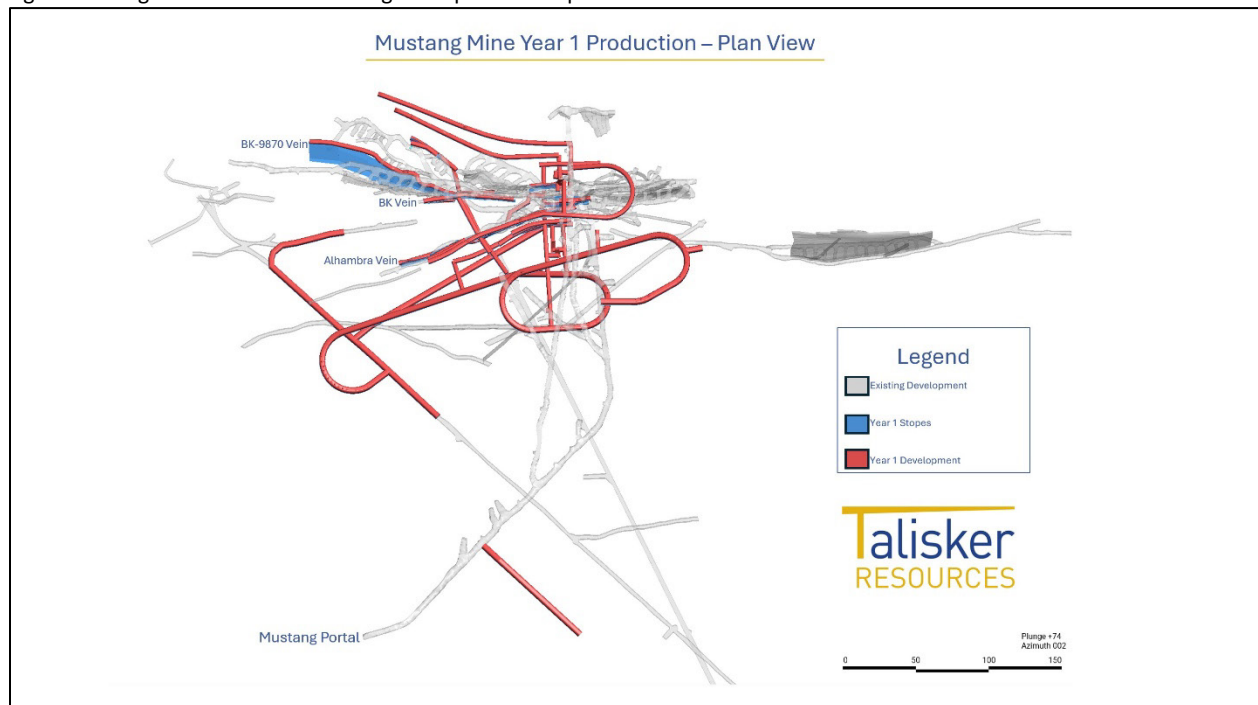 Mustang Mine Year 1 Production – Plan View
BK-9870 Vein
BK Vein
Alhambra Vein
Legend
Existing Development
Year 1 Stopes
Year 1 Development
Talisker
RESOURCES
Mustang Portal
Plunge +74
Azimuth 002
0 50 100 150